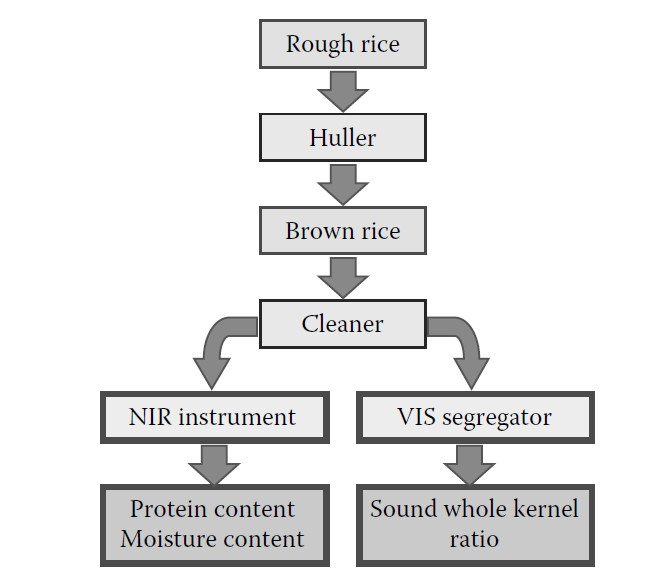 Rough rice
Huller
Brown rice
Cleaner
NIR instrument
VIS segregator
Protein content
Moisture content
Sound whole kernel
ratio